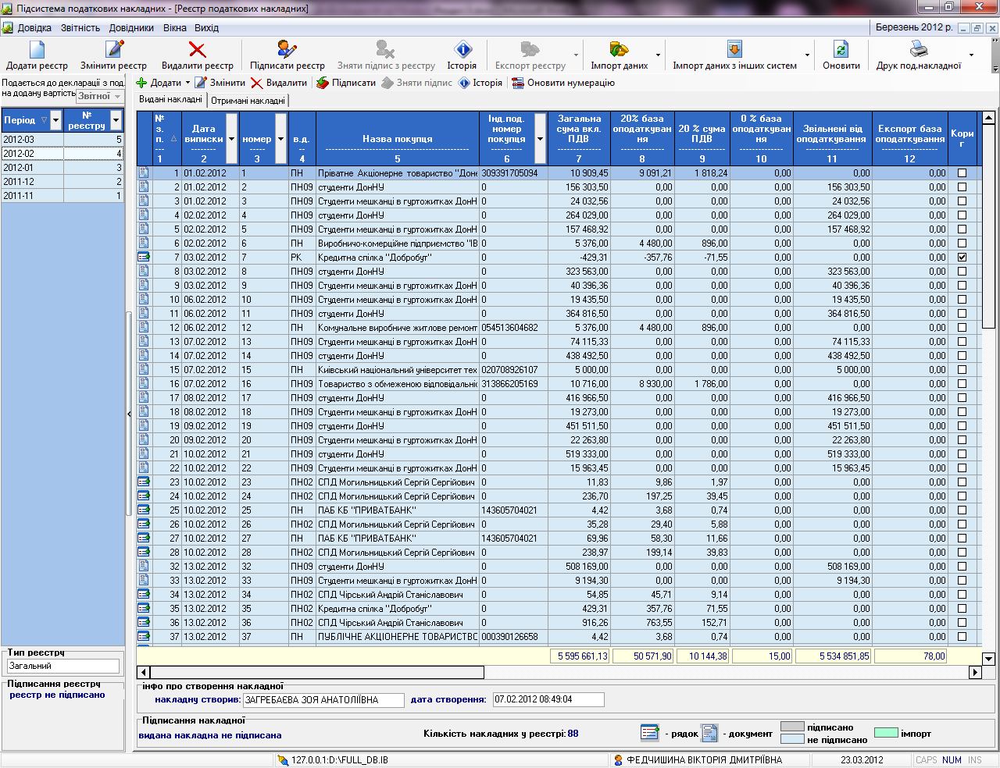 Підсистема податкових накладних - [Реєстр податкових накладних]
Довідка Звітність Довідники Вікна Вихід Березень 2012 р.
Додати реєстр Змінити реєстр Видалити реєстр Підписати реєстр Зняти підпис з реєстру Історія Експорт реєстру Імпорт даних Імпорт даних з інших систем Оновити Друк под.накладної
Подається до декларації з под.
на додану вартість Звітної
Додати Змінити Видалити Підписати Зняти підпис Історія Оновити нумерацію
Видані накладні Отримані накладні
Період № реєстру
2012-03 5
2012-02 4
2012-01 3
2011-12 2
2011-11 1
№ з. п. Дата виписки номер в.д. Назва покупця Інд.под. номер покупця Загальна сума вкл. ПДВ 20% база оподаткування 20 % сума ПДВ 0 % база оподаткування Звільнені від оподаткування Експорт база оподаткування Кориг
1 2 3 4 5 6 7 8 9 10 11 12
1 01.02.2012 1 ПН Пріватне Акціонерне товариство "Доне 309391705094 10 909,45 9 091,21 1 818,24 0,00 0,00 0,00
2 01.02.2012 2 ПН09 студенти ДонНУ 0 156 303,50 0,00 0,00 0,00 156 303,50 0,00
3 01.02.2012 3 ПН09 Студенти мешканці в гуртожитках ДонН 0 24 032,56 0,00 0,00 0,00 24 032,56 0,00
4 02.02.2012 4 ПН09 студенти ДонНУ 0 264 029,00 0,00 0,00 0,00 264 029,00 0,00
5 02.02.2012 5 ПН09 Студенти мешканці в гуртожитках ДонН 0 157 468,92 0,00 0,00 0,00 157 468,92 0,00
6 02.02.2012 6 ПН Виробничо-комерційне підприємство "ІВ 0 5 376,00 4 480,00 896,00 0,00 0,00 0,00
7 03.02.2012 7 РК Кредитна спілка "Добробут" 0 -429,31 -357,76 -71,55 0,00 0,00 0,00
8 03.02.2012 8 ПН09 студенти ДонНУ 0 323 563,00 0,00 0,00 0,00 323 563,00 0,00
9 03.02.2012 9 ПН09 Студенти мешканці в гуртожитках ДонН 0 40 396,36 0,00 0,00 0,00 40 396,36 0,00
10 06.02.2012 10 ПН09 Студенти мешканці в гуртожитках ДонН 0 19 435,50 0,00 0,00 0,00 19 435,50 0,00
11 06.02.2012 11 ПН09 студенти ДонНУ 0 364 816,50 0,00 0,00 0,00 364 816,50 0,00
12 06.02.2012 12 ПН Комунальне виробниче житлове ремонт 054513604682 5 376,00 4 480,00 896,00 0,00 0,00 0,00
13 07.02.2012 13 ПН09 Студенти мешканці в гуртожитках ДонН 0 74 115,33 0,00 0,00 0,00 74 115,33 0,00
14 07.02.2012 14 ПН09 студенти ДонНУ 0 438 492,50 0,00 0,00 0,00 438 492,50 0,00
15 07.02.2012 15 ПН Київський національний університет тех 020708926107 5 000,00 0,00 0,00 0,00 5 000,00 0,00
16 07.02.2012 16 ПН09 Товариство з обмеженою відповідальніс 313866205169 10 716,00 8 930,00 1 786,00 0,00 0,00 0,00
17 08.02.2012 17 ПН09 студенти ДонНУ 0 416 966,50 0,00 0,00 0,00 416 966,50 0,00
18 08.02.2012 18 ПН09 Студенти мешканці в гуртожитках ДонН 0 19 273,00 0,00 0,00 0,00 19 273,00 0,00
19 09.02.2012 19 ПН09 студенти ДонНУ 0 451 511,50 0,00 0,00 0,00 451 511,50 0,00
20 09.02.2012 20 ПН09 Студенти мешканці в гуртожитках ДонН 0 22 263,80 0,00 0,00 0,00 22 263,80 0,00
21 10.02.2012 21 ПН09 студенти ДонНУ 0 519 333,00 0,00 0,00 0,00 519 333,00 0,00
22 10.02.2012 22 ПН09 Студенти мешканці в гуртожитках ДонН 0 15 963,45 0,00 0,00 0,00 15 963,45 0,00
23 10.02.2012 23 ПН02 СПД Могильницький Сергій Сергійович 0 11,83 9,86 1,97 0,00 0,00 0,00
24 10.02.2012 24 ПН02 СПД Могильницький Сергій Сергійович 0 236,70 197,25 39,45 0,00 0,00 0,00
25 10.02.2012 25 ПН ПАБ КБ "ПРИВАТБАНК" 143605704021 4,42 3,68 0,74 0,00 0,00 0,00
26 10.02.2012 26 ПН02 СПД Могильницький Сергій Сергійович 0 35,28 29,40 5,88 0,00 0,00 0,00
27 10.02.2012 27 ПН ПАБ КБ "ПРИВАТБАНК" 143605704021 69,96 58,30 11,66 0,00 0,00 0,00
28 10.02.2012 28 ПН02 СПД Могильницький Сергій Сергійович 0 238,97 199,14 39,83 0,00 0,00 0,00
32 13.02.2012 32 ПН09 студенти ДонНУ 0 508 169,00 0,00 0,00 0,00 508 169,00 0,00
33 13.02.2012 33 ПН09 Студенти мешканці в гуртожитках ДонН 0 9 194,30 0,00 0,00 0,00 9 194,30 0,00
34 13.02.2012 34 ПН02 СПД Чірський Андрій Станіславович 0 54,85 45,71 9,14 0,00 0,00 0,00
35 13.02.2012 35 ПН02 Кредитна спілка "Добробут" 0 429,31 357,76 71,55 0,00 0,00 0,00
36 13.02.2012 36 ПН02 СПД Чірський Андрій Станіславович 0 916,26 763,55 152,71 0,00 0,00 0,00
37 13.02.2012 37 ПН ПУБЛІЧНЕ АКЦІОНЕРНЕ ТОВАРИСТВО 000390126658 4,42 3,68 0,74 0,00 0,00 0,00
5 595 661,13 50 571,90 10 144,38 15,00 5 534 851,85 78,00
Тип реєстру
Загальний
Підписання реєстру
реєстр не підписано
інфо про створення накладної
накладну створив: ЗАГРЕБАЄВА ЗОЯ АНАТОЛІЇВНА дата створення: 07.02.2012 08:49:04
Підписання накладної
видана накладна не підписана Кількість накладних у реєстрі: 88 - рядок - документ підписано не підписано імпорт
127.0.0.1:D:\FULL_DB.IB ФЕДЧИШИНА ВІКТОРІЯ ДМИТРІЇВНА 23.03.2012 CAPS NUM INS